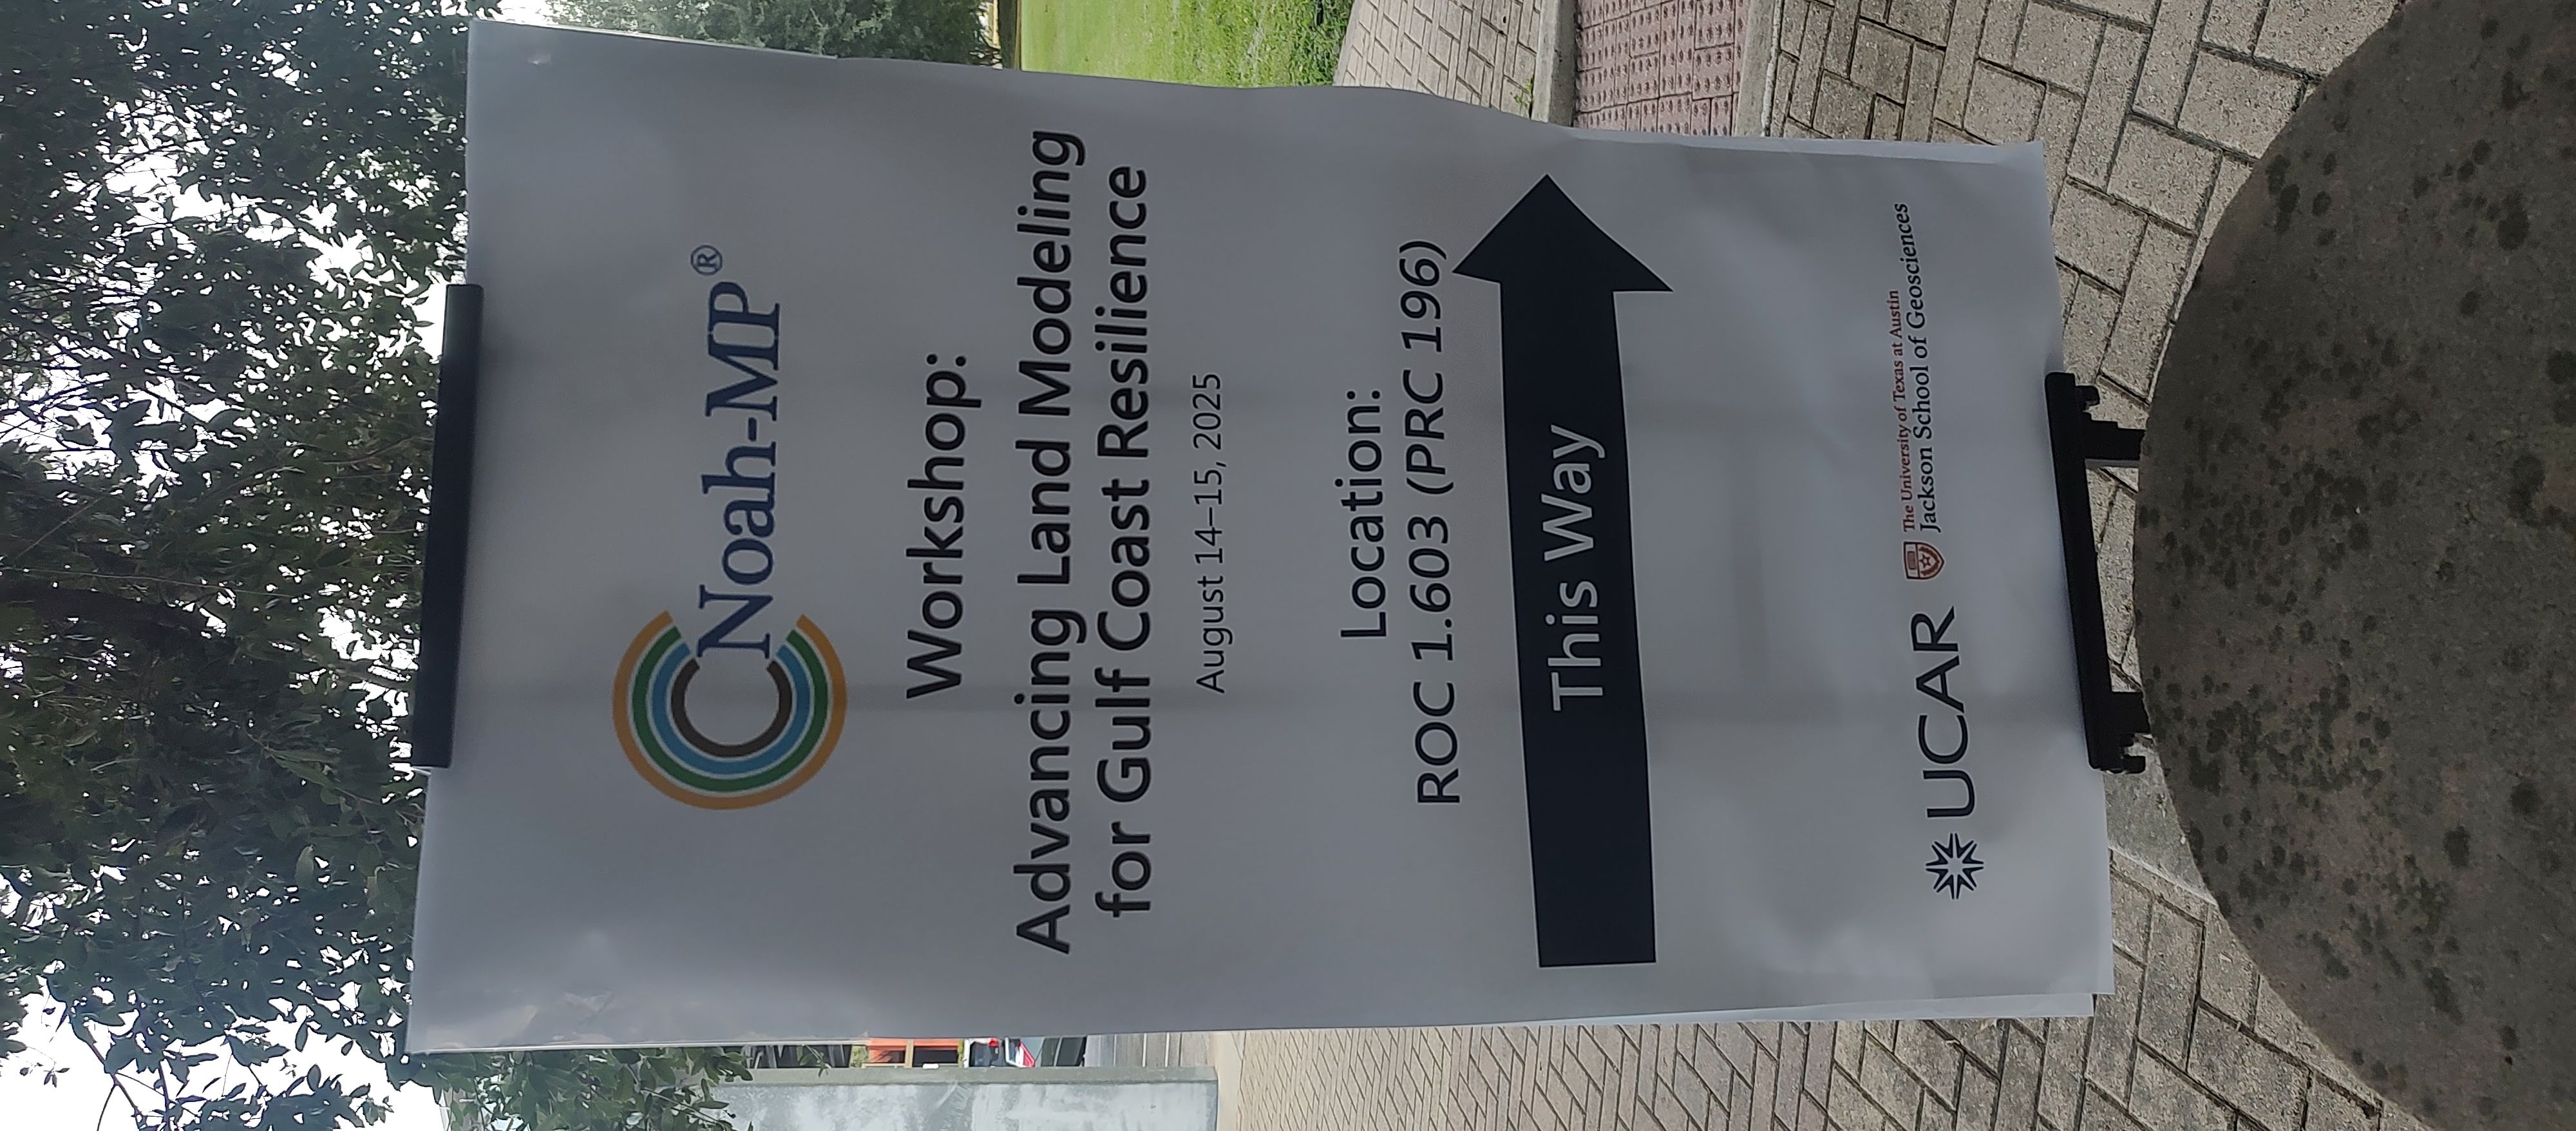 Noah-MP®
Workshop:
Advancing Land Modeling
for Gulf Coast Resilience
August 14–15, 2025
Location:
ROC 1.603 (PRC 196)
This Way
UCAR
The University of Texas at Austin
Jackson School of Geosciences